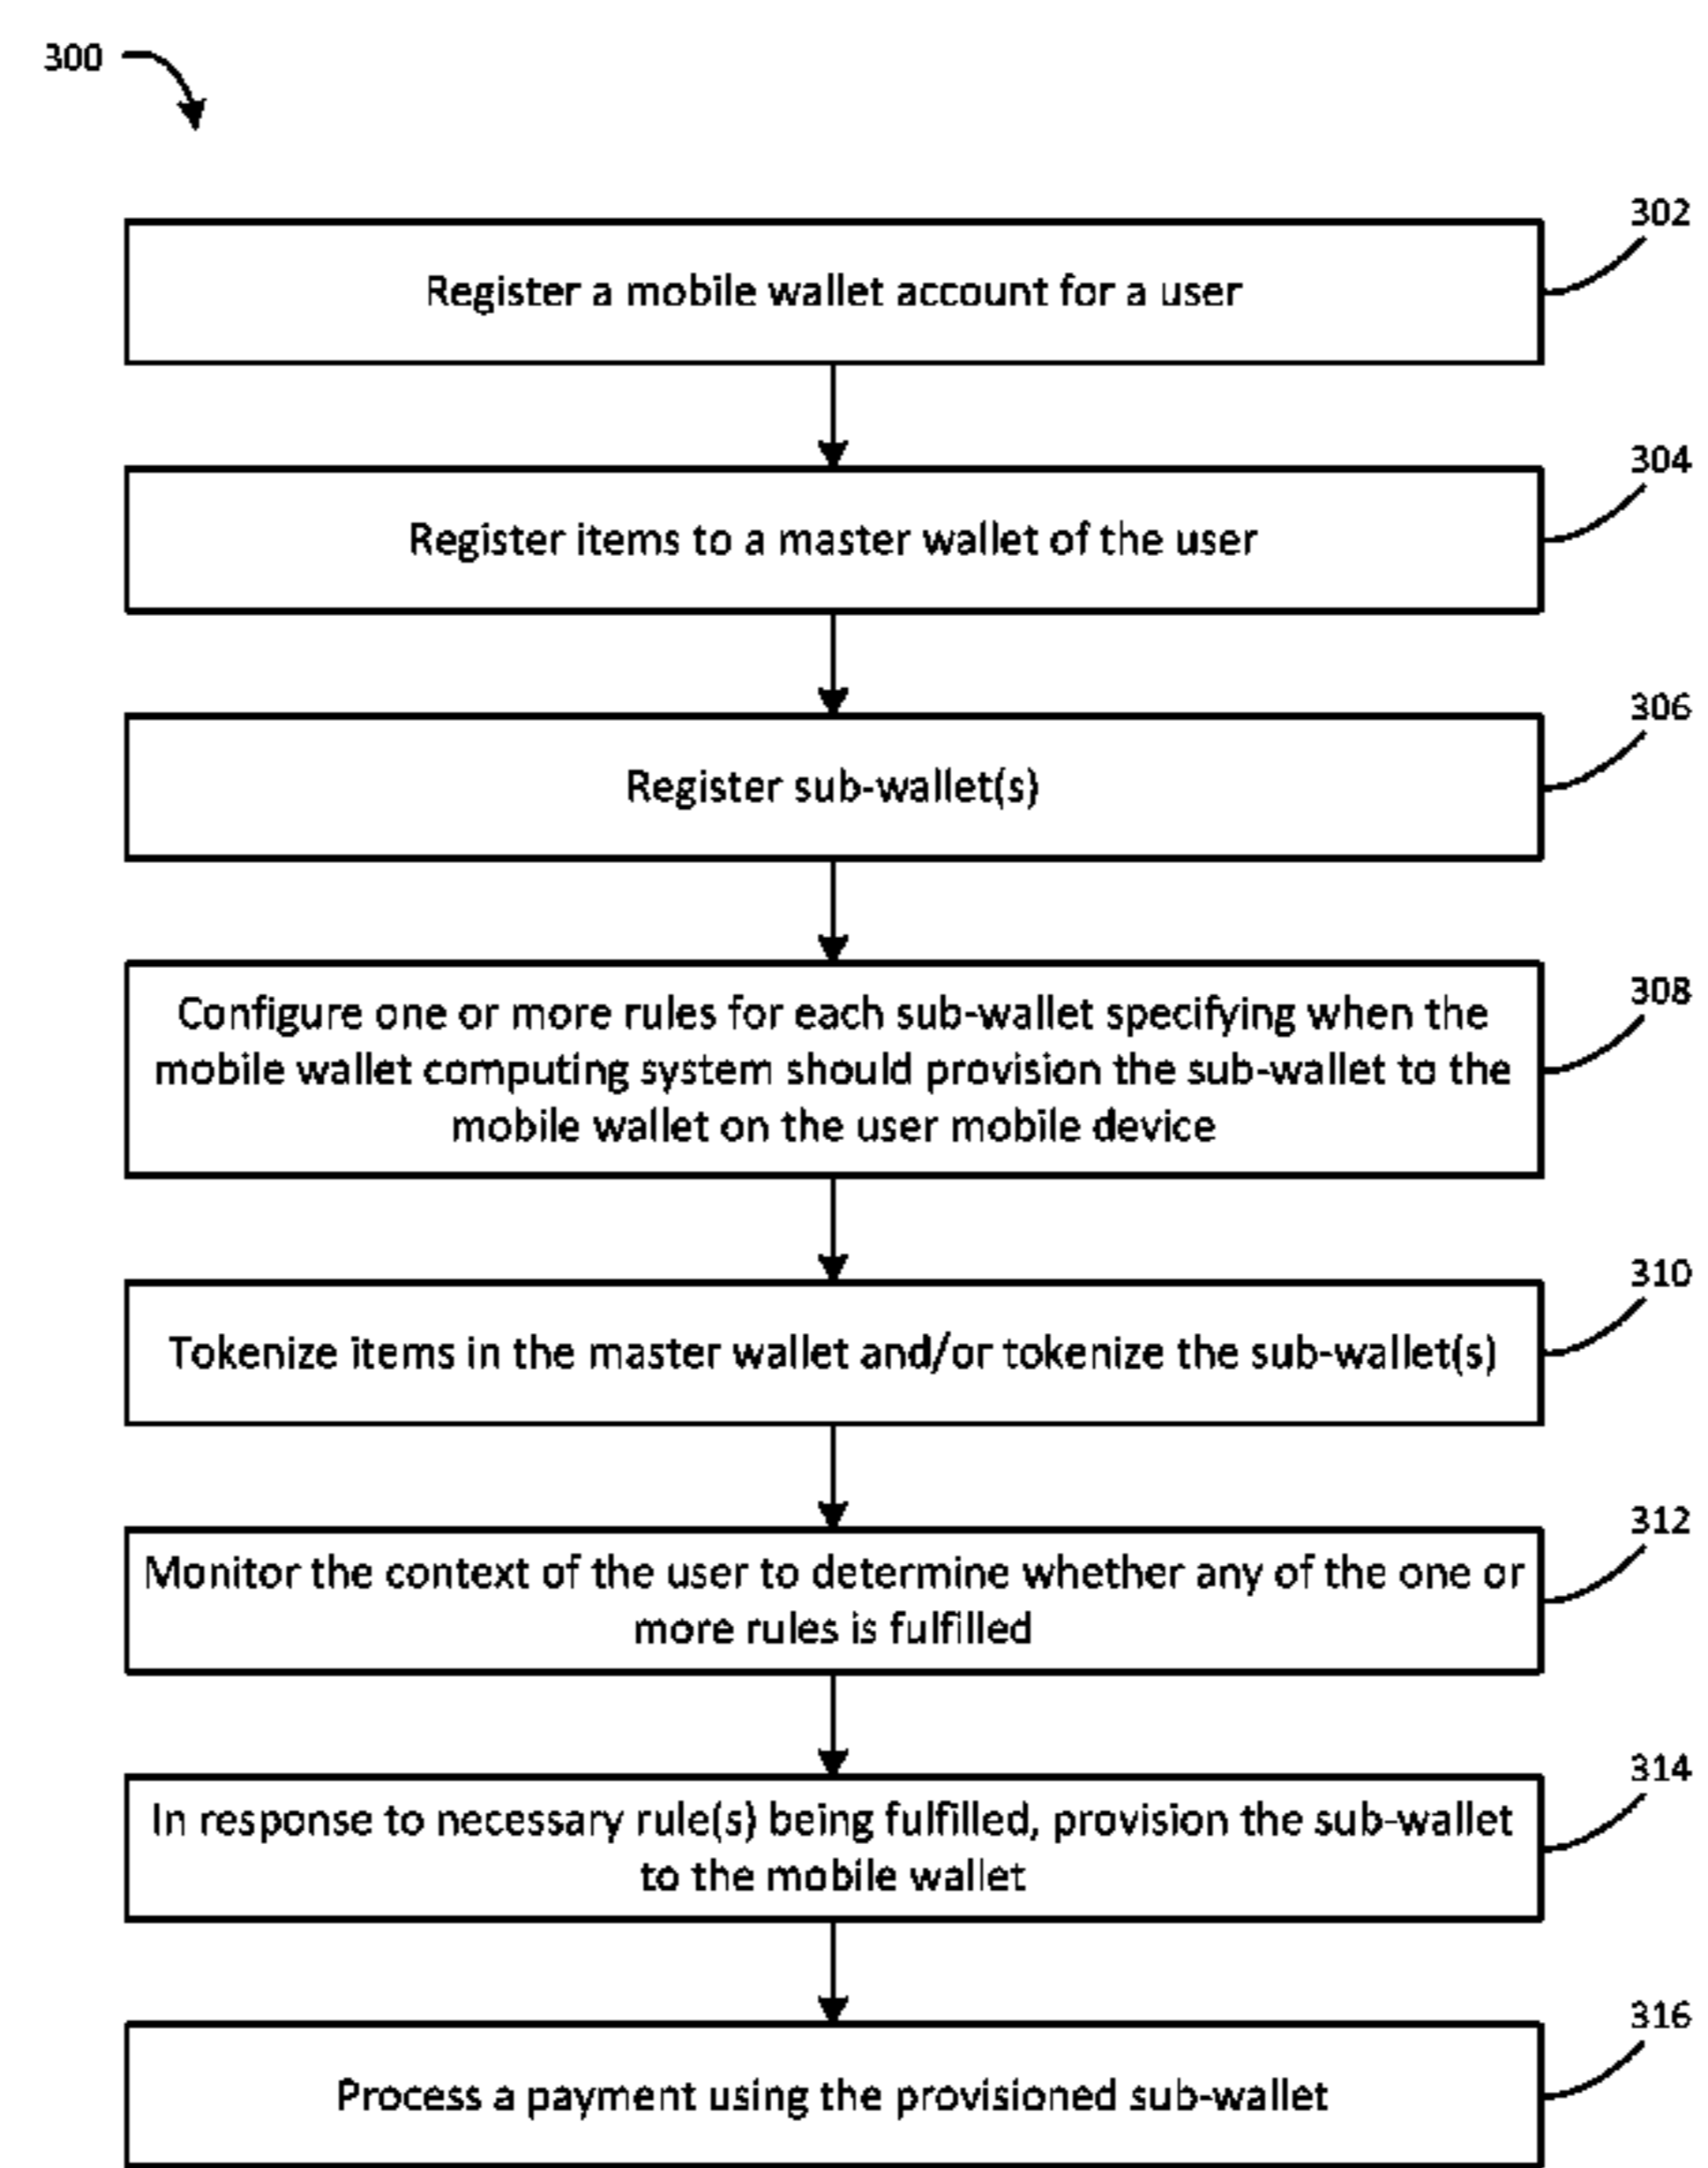 300
302
Register a mobile wallet account for a user
304
Register items to a master wallet of the user
306
Register sub-wallet(s)
308
Configure one or more rules for each sub-wallet specifying when the
mobile wallet computing system should provision the sub-wallet to the
mobile wallet on the user mobile device
310
Tokenize items in the master wallet and/or tokenize the sub-wallet(s)
312
Monitor the context of the user to determine whether any of the one or
more rules is fulfilled
314
In response to necessary rule(s) being fulfilled, provision the sub-wallet
to the mobile wallet
316
Process a payment using the provisioned sub-wallet